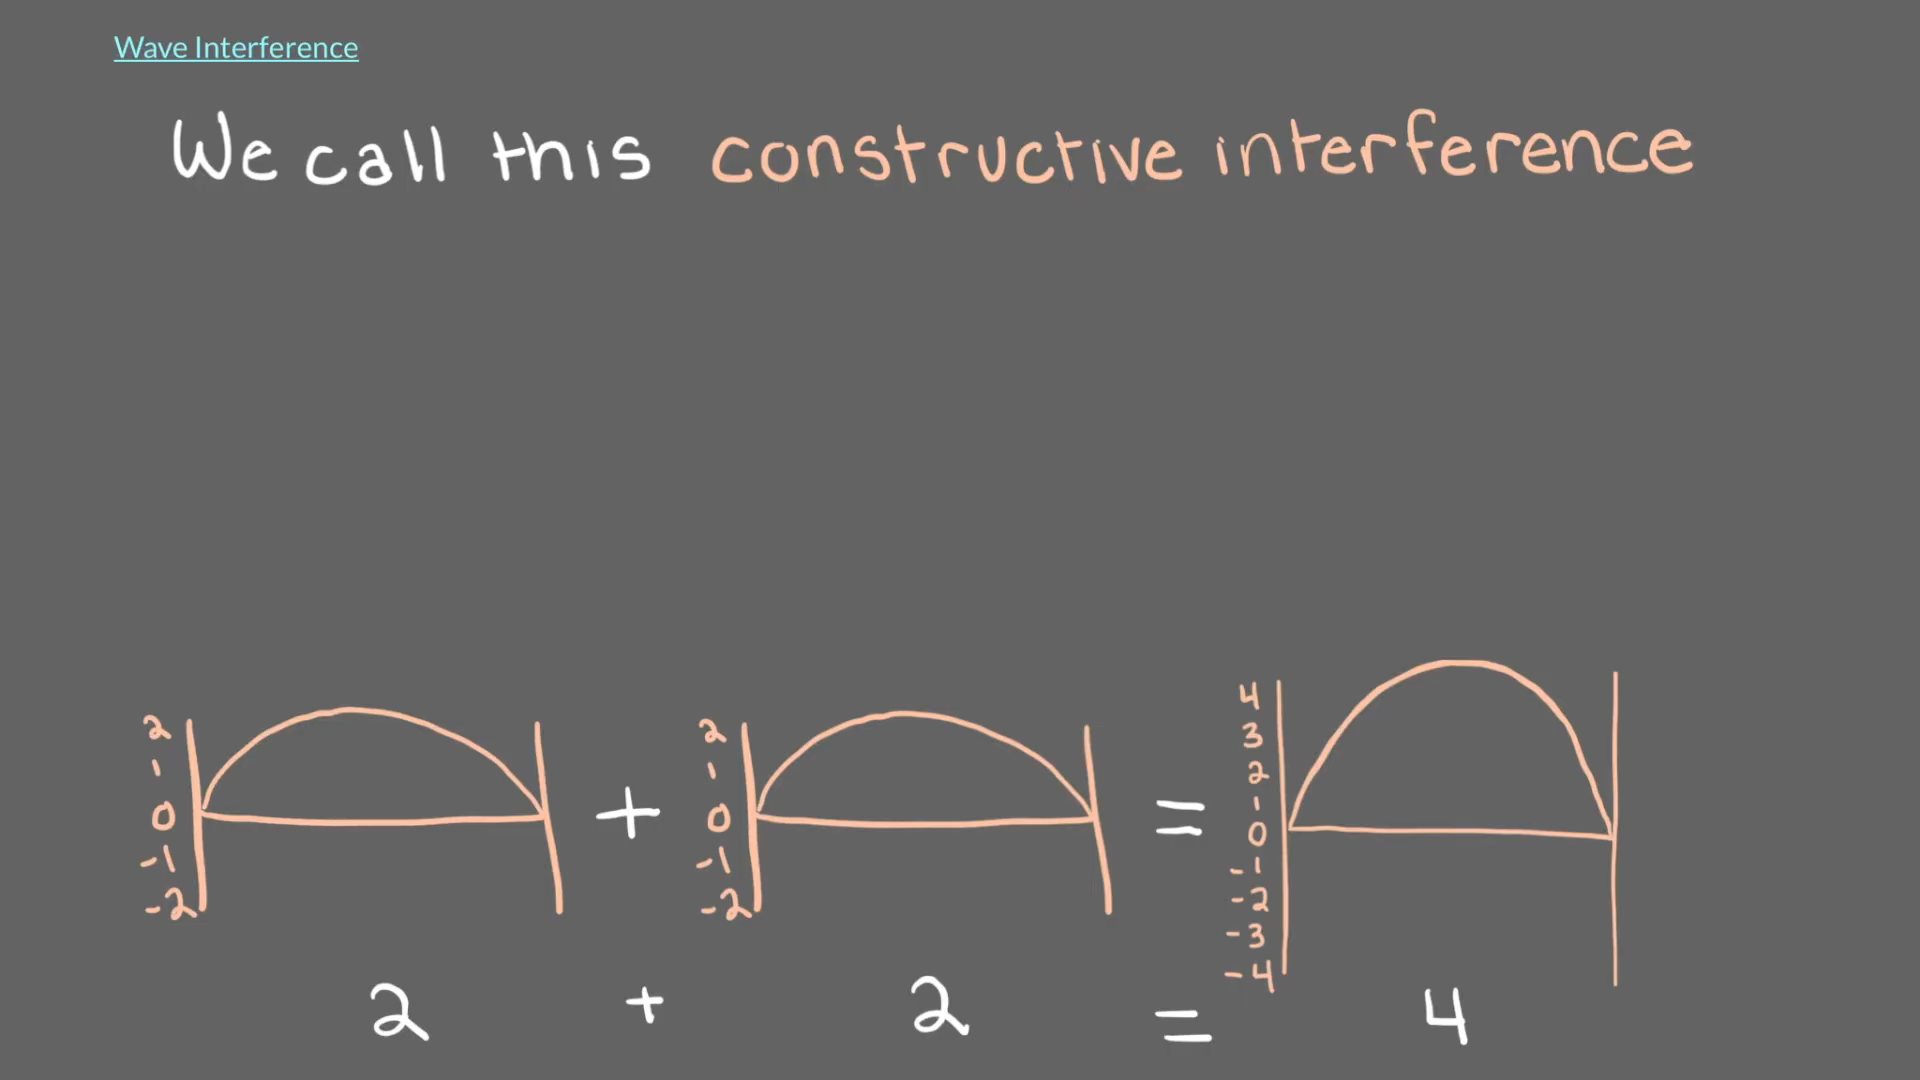 Wave Interference
We call this constructive interference
2 2 4
1 1 3
0 + 0 = 2
-1 -1 1
-2 -2 0
-1
-2
-3
-4
2 + 2 = 4